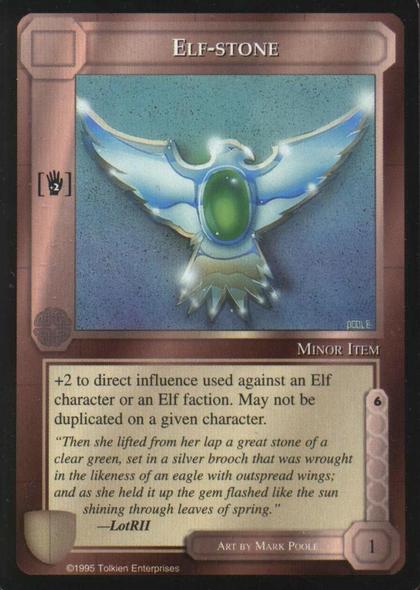 ELF-STONE
[+2]
POOLE
MINOR ITEM
+2 to direct influence used against an Elf
character or an Elf faction. May not be
duplicated on a given character.
6
“Then she lifted from her lap a great stone of a
clear green, set in a silver brooch that was wrought
in the likeness of an eagle with outspread wings;
and as she held it up the gem flashed like the sun
shining through leaves of spring.”
—LotRII
ART BY MARK POOLE
1
©1995 Tolkien Enterprises